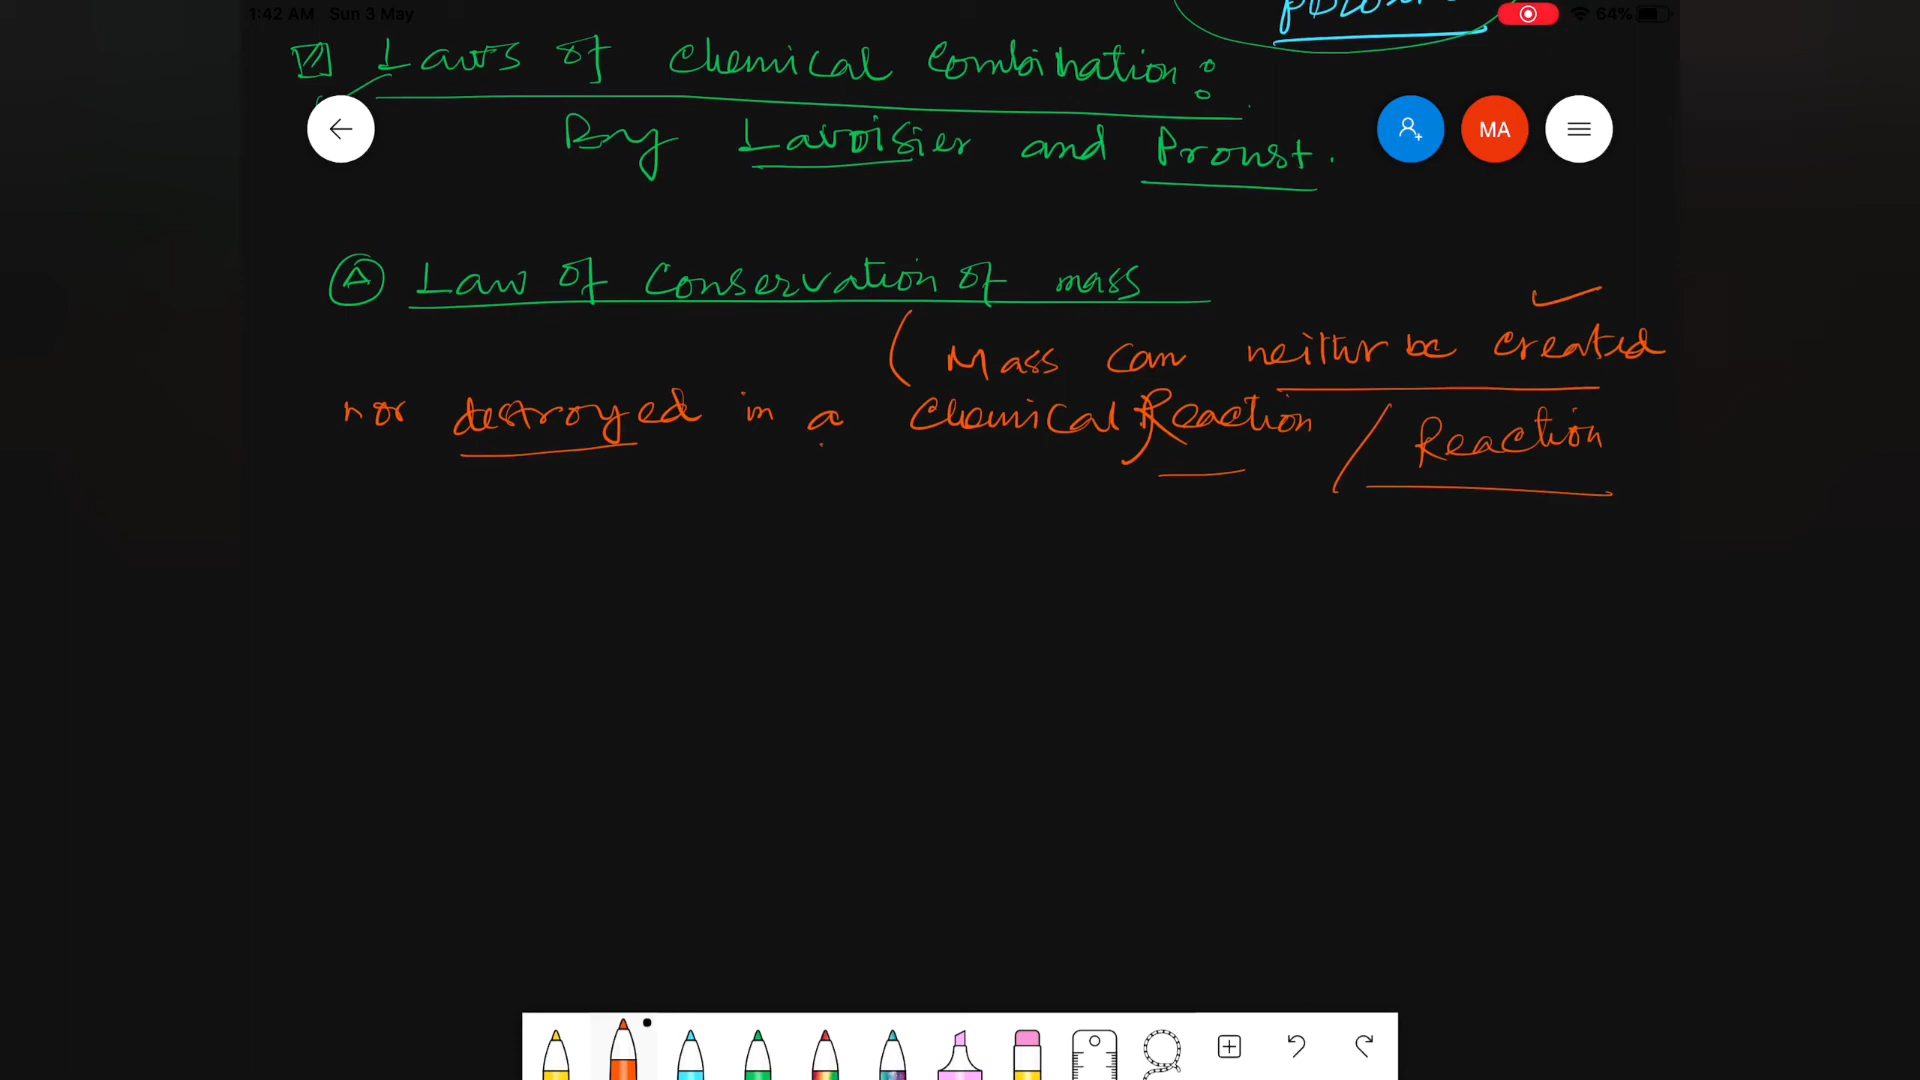 1:42 AM Sun 3 May
64%
Laws of Chemical Combination:
By Lavoisier and Proust.
MA
A Law of Conservation of mass
( Mass can neither be created
nor destroyed in a Chemical Reaction / Reaction